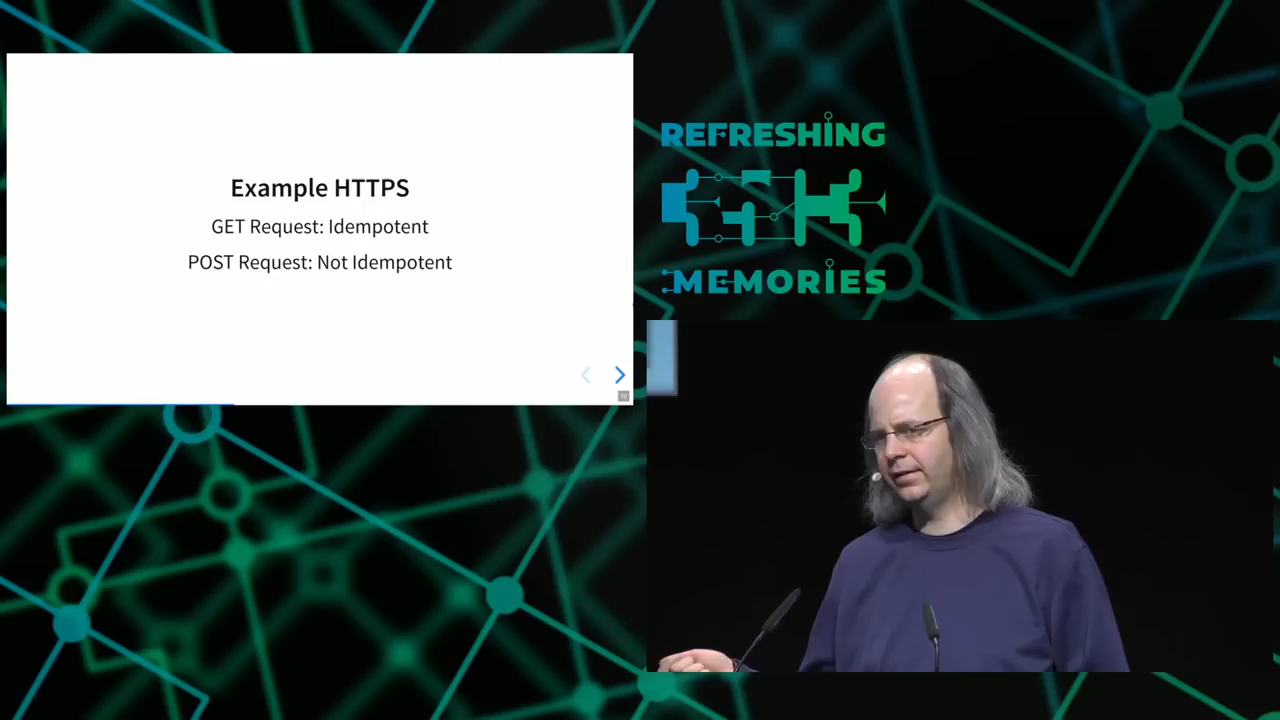 Example HTTPS
GET Request: Idempotent
POST Request: Not Idempotent
REFRESHING
MEMORIES